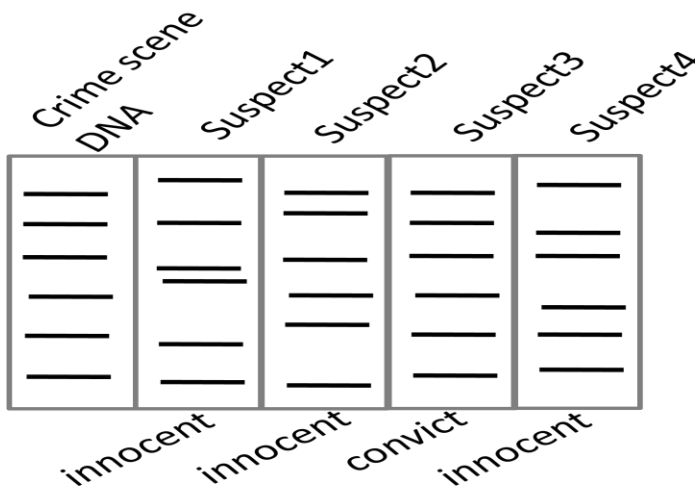 Crime scene
DNA
Suspect1
Suspect2
Suspect3
Suspect4
innocent
innocent
convict
innocent